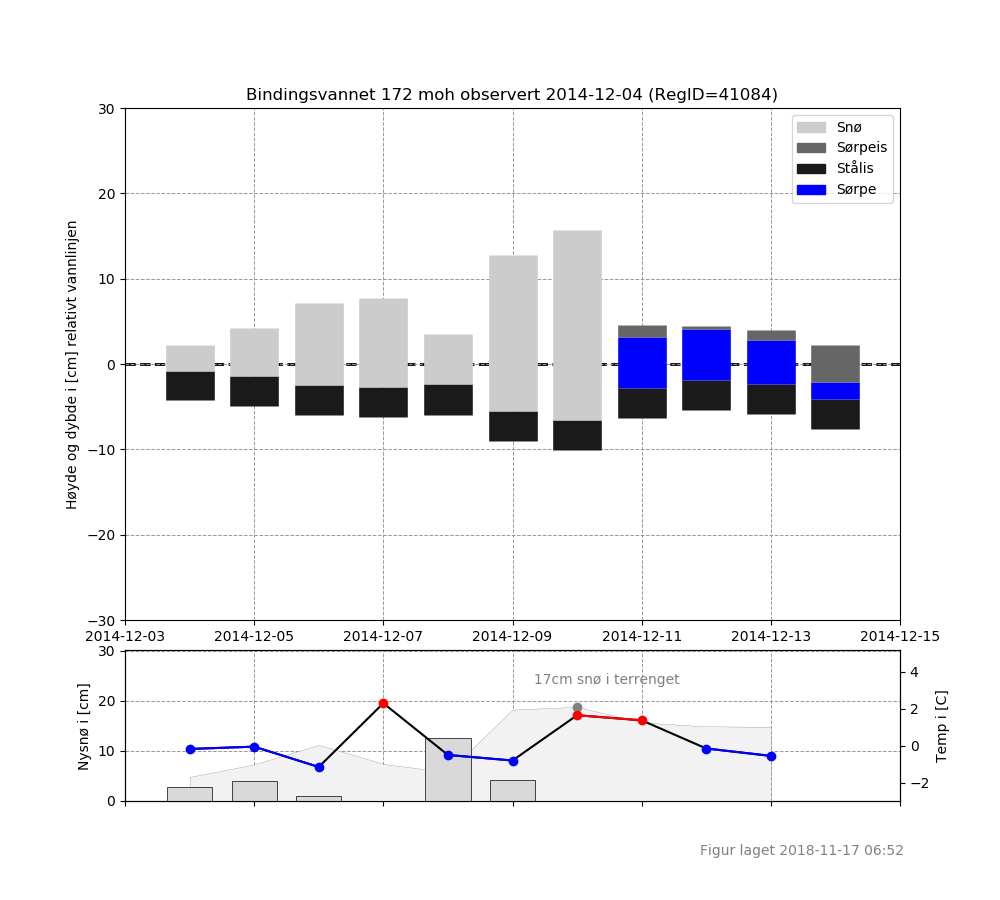 Bindingsvannet 172 moh observert 2014-12-04 (RegID=41084)
Høyde og dybde i [cm] relativt vannlinjen
30
20
10
0
−10
−20
−30
Snø
Sørpeis
Stålis
Sørpe
2014-12-03 2014-12-05 2014-12-07 2014-12-09 2014-12-11 2014-12-13 2014-12-15
Nysnø i [cm]
30
20
10
0
17cm snø i terrenget
4
2
0
−2
Temp i [C]
Figur laget 2018-11-17 06:52